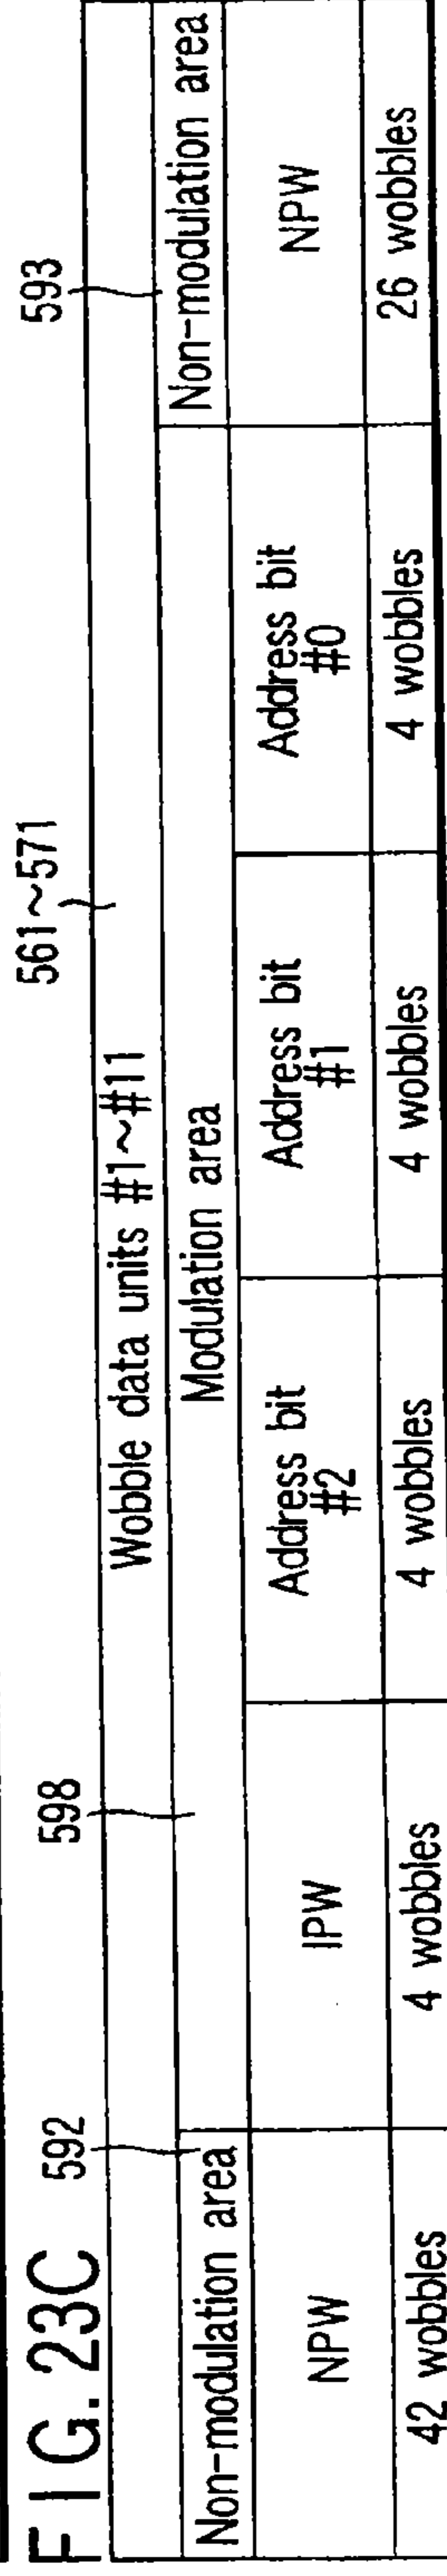 FIG. 23C
592
598
561~571
593
Wobble data units #1~#11
Non-modulation area
Modulation area
Non-modulation area
NPW
IPW
Address bit
#2
Address bit
#1
Address bit
#0
NPW
42 wobbles
4 wobbles
4 wobbles
4 wobbles
4 wobbles
26 wobbles